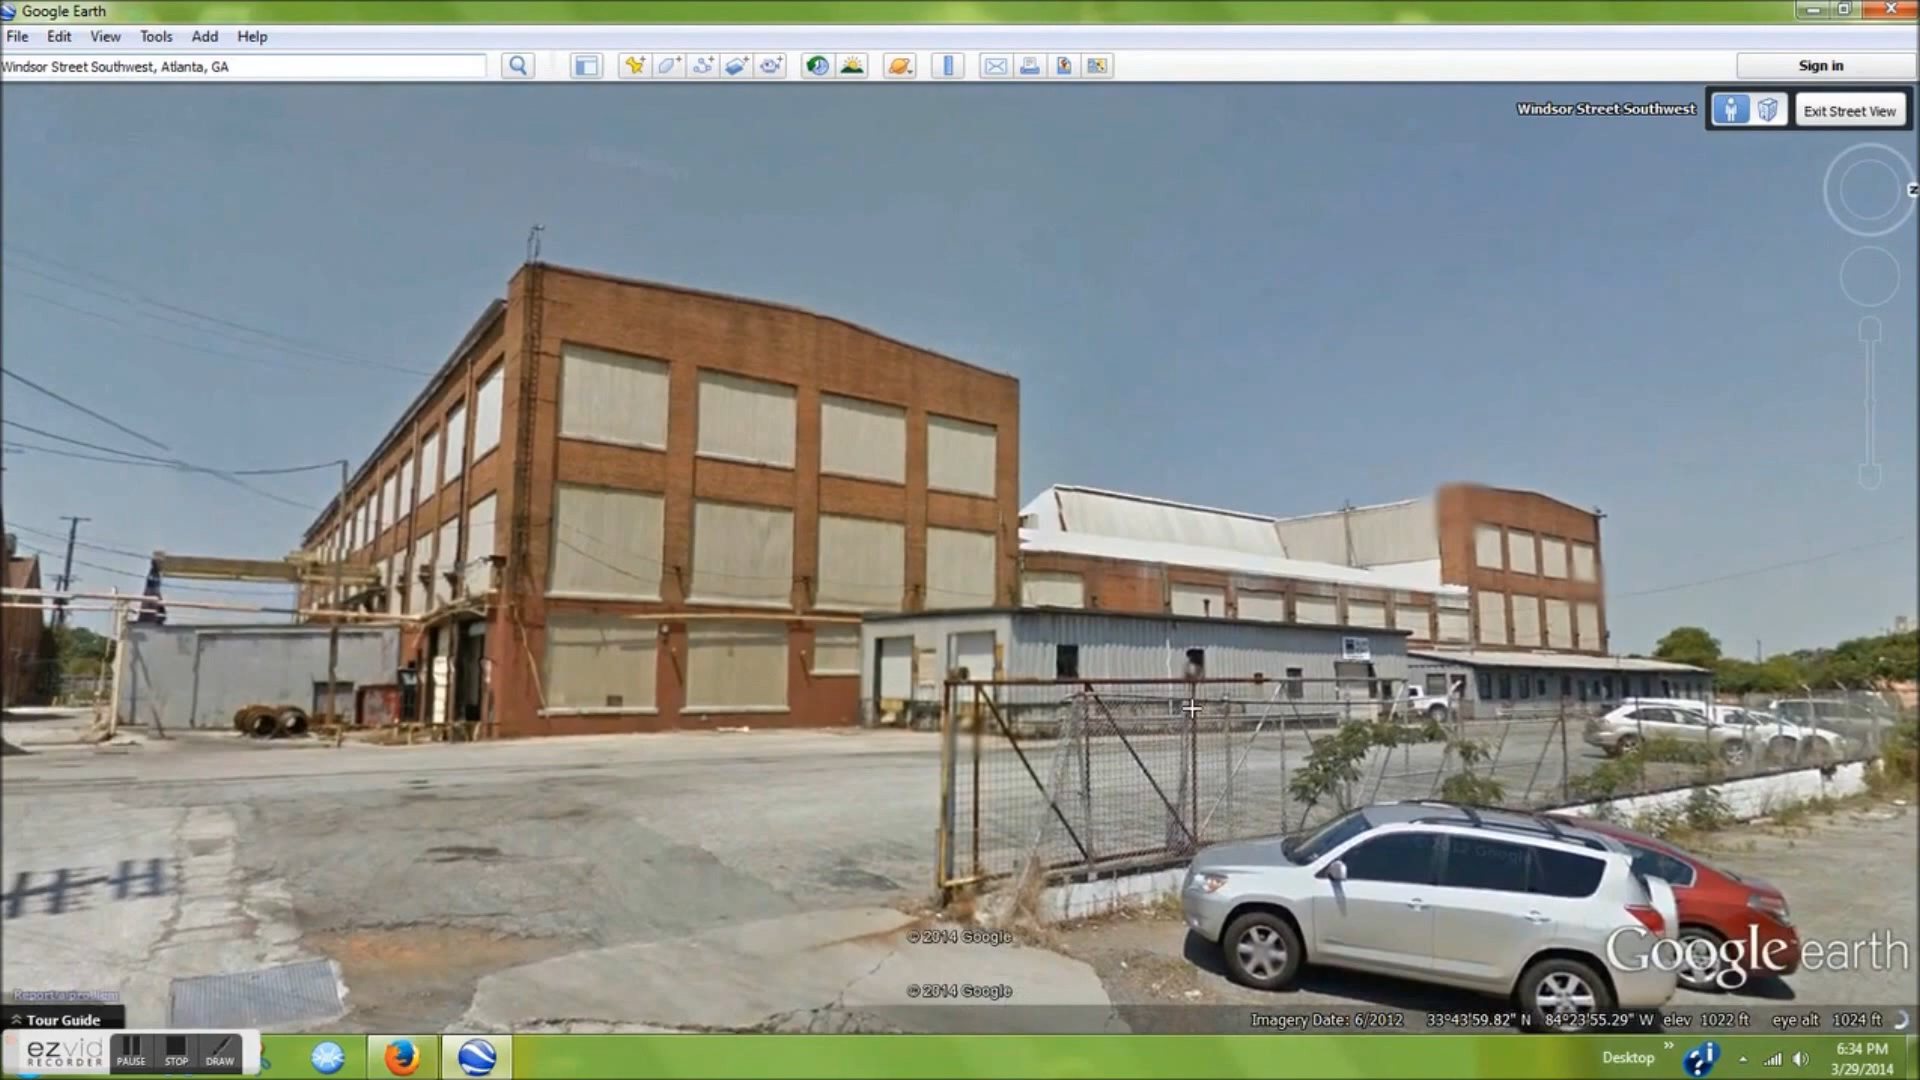 Google Earth
File Edit View Tools Add Help
Windsor Street Southwest, Atlanta, GA
Sign in
Windsor Street Southwest
Exit Street View
N
© 2014 Google
© 2014 Google
Google earth
Report a problem
Tour Guide
Imagery Date: 6/2012 33°43'59.82" N 84°23'55.29" W elev 1022 ft eye alt 1024 ft
ezvid
RECORDER
PAUSE
STOP
DRAW
Desktop
6:34 PM
3/29/2014